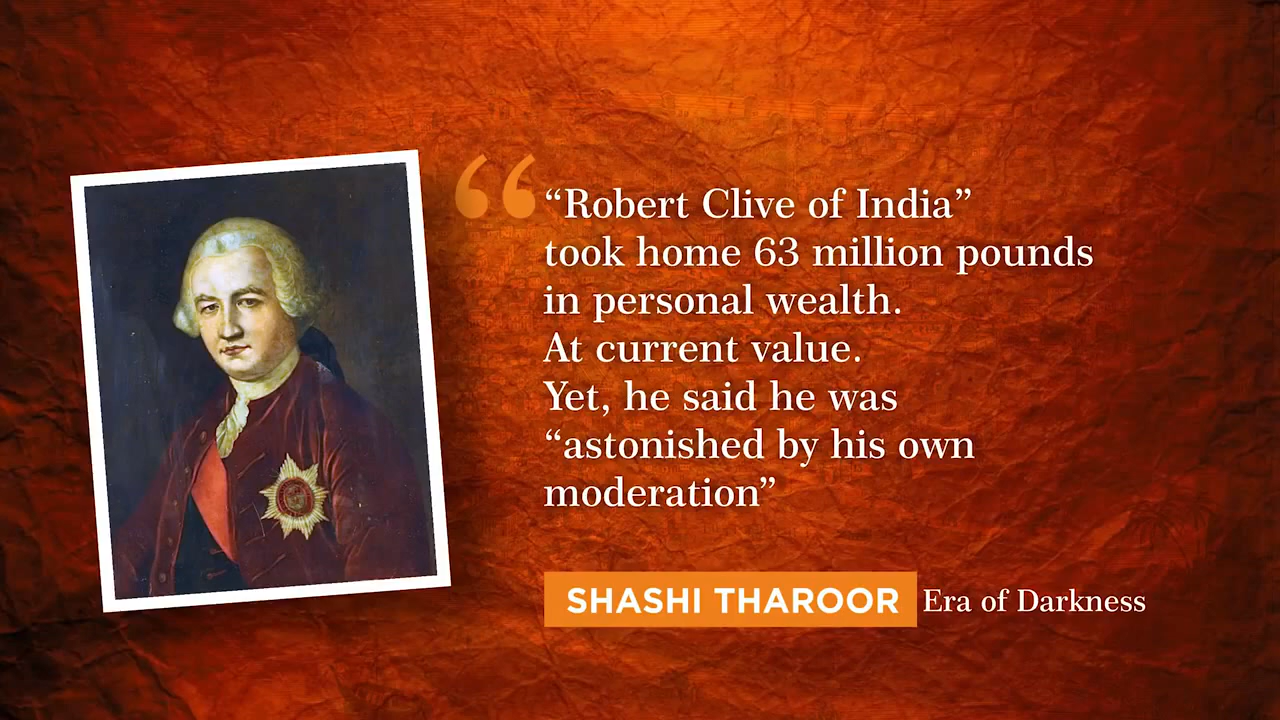 “
“Robert Clive of India”
took home 63 million pounds
in personal wealth.
At current value.
Yet, he said he was
“astonished by his own
moderation”
SHASHI THAROOR Era of Darkness